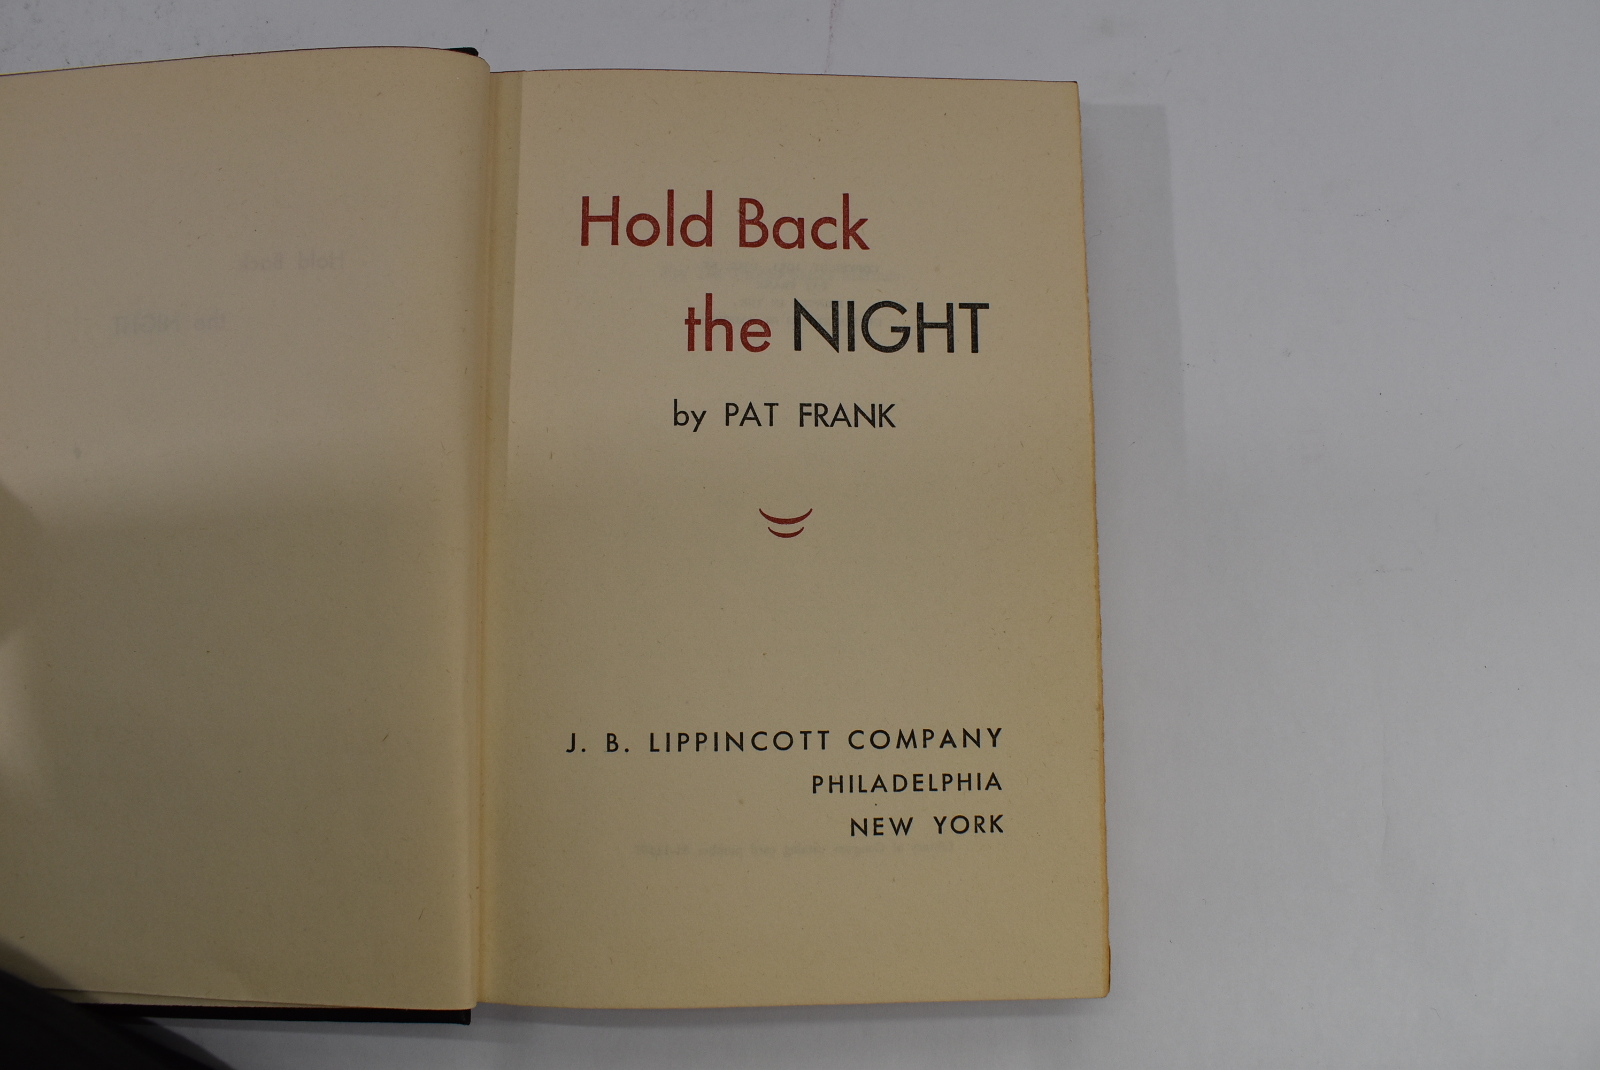 Hold Back
the NIGHT
by PAT FRANK
J. B. LIPPINCOTT COMPANY
PHILADELPHIA
NEW YORK